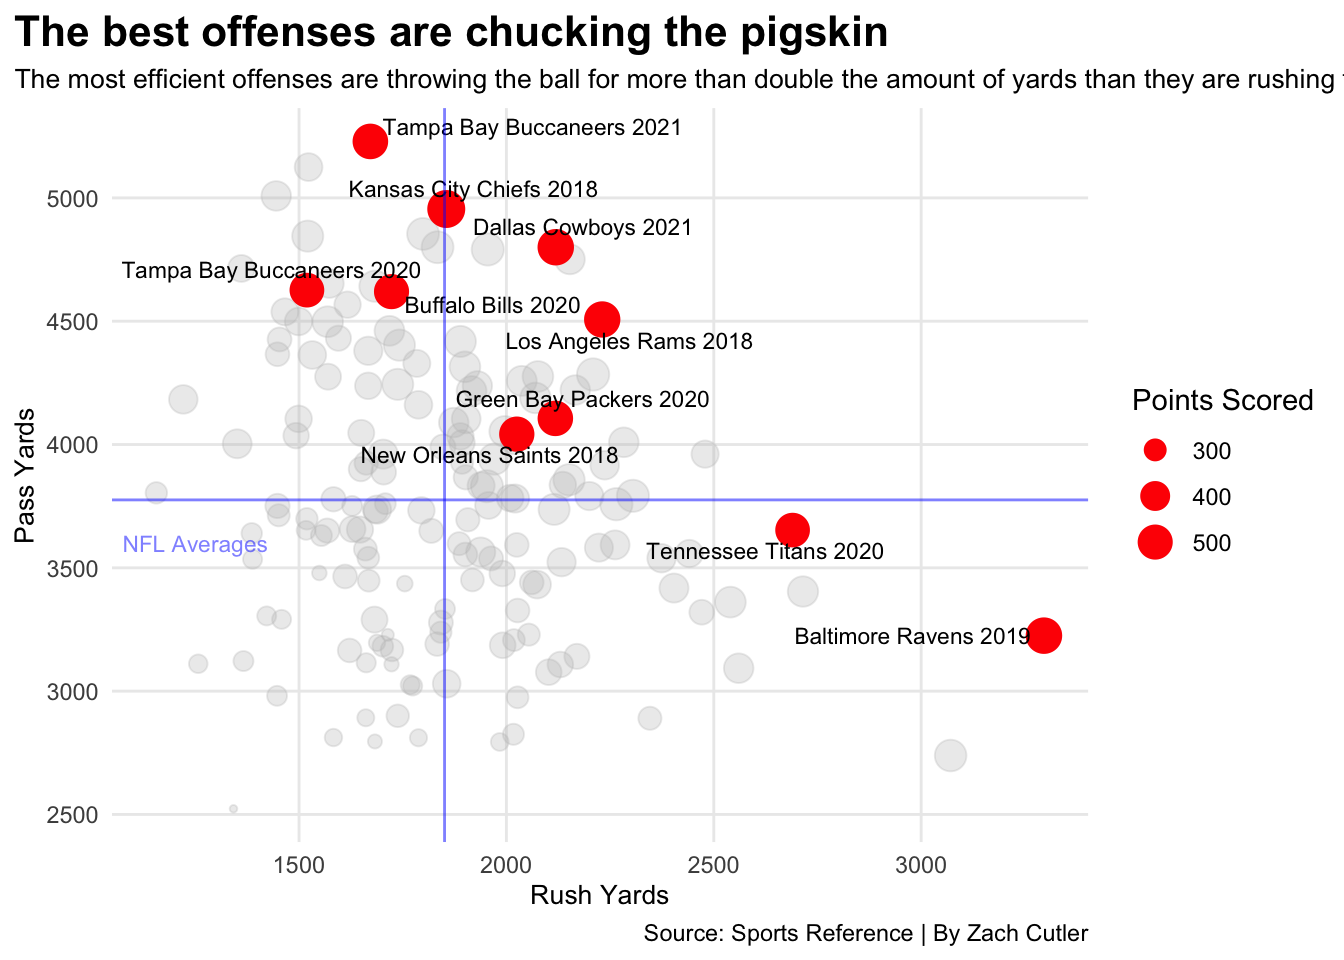 The best offenses are chucking the pigskin
The most efficient offenses are throwing the ball for more than double the amount of yards than they are rushing
Tampa Bay Buccaneers 2021
Kansas City Chiefs 2018
Dallas Cowboys 2021
Tampa Bay Buccaneers 2020
Buffalo Bills 2020
Los Angeles Rams 2018
Green Bay Packers 2020
New Orleans Saints 2018
NFL Averages
Tennessee Titans 2020
Baltimore Ravens 2019
Pass Yards
5000
4500
4000
3500
3000
2500
1500
2000
2500
3000
Rush Yards
Points Scored
300
400
500
Source: Sports Reference | By Zach Cutler